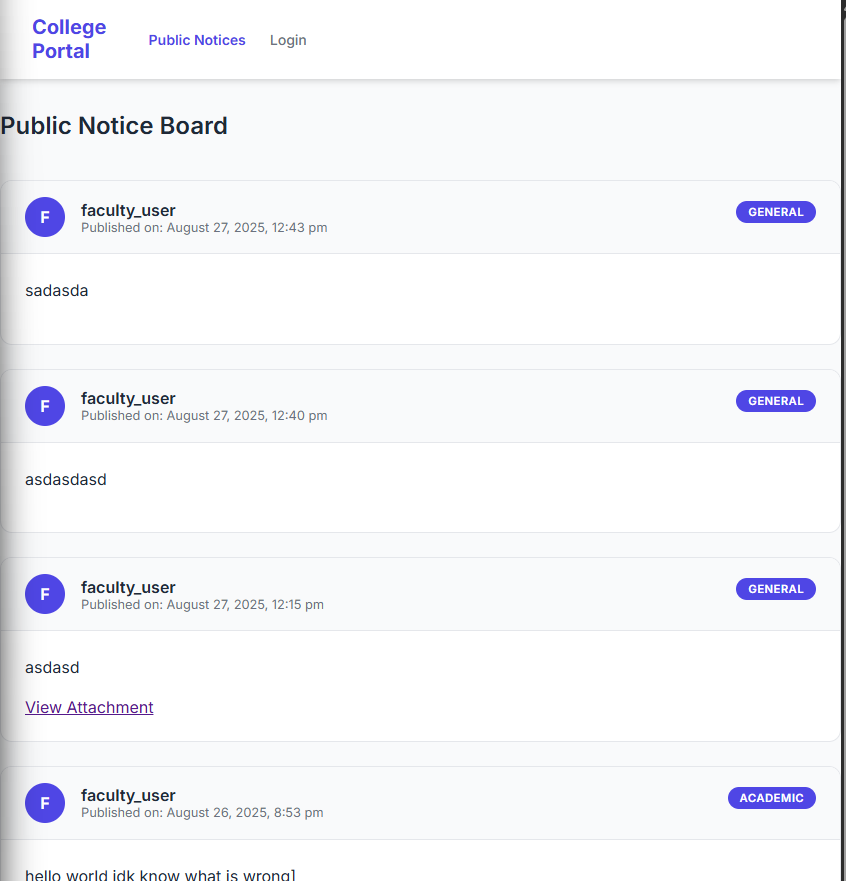 College
Portal
Public Notices
Login
Public Notice Board
F
faculty_user
Published on: August 27, 2025, 12:43 pm
GENERAL
sadasda
F
faculty_user
Published on: August 27, 2025, 12:40 pm
GENERAL
asdasdasd
F
faculty_user
Published on: August 27, 2025, 12:15 pm
GENERAL
asdasd
View Attachment
F
faculty_user
Published on: August 26, 2025, 8:53 pm
ACADEMIC
hello world idk know what is wrong]